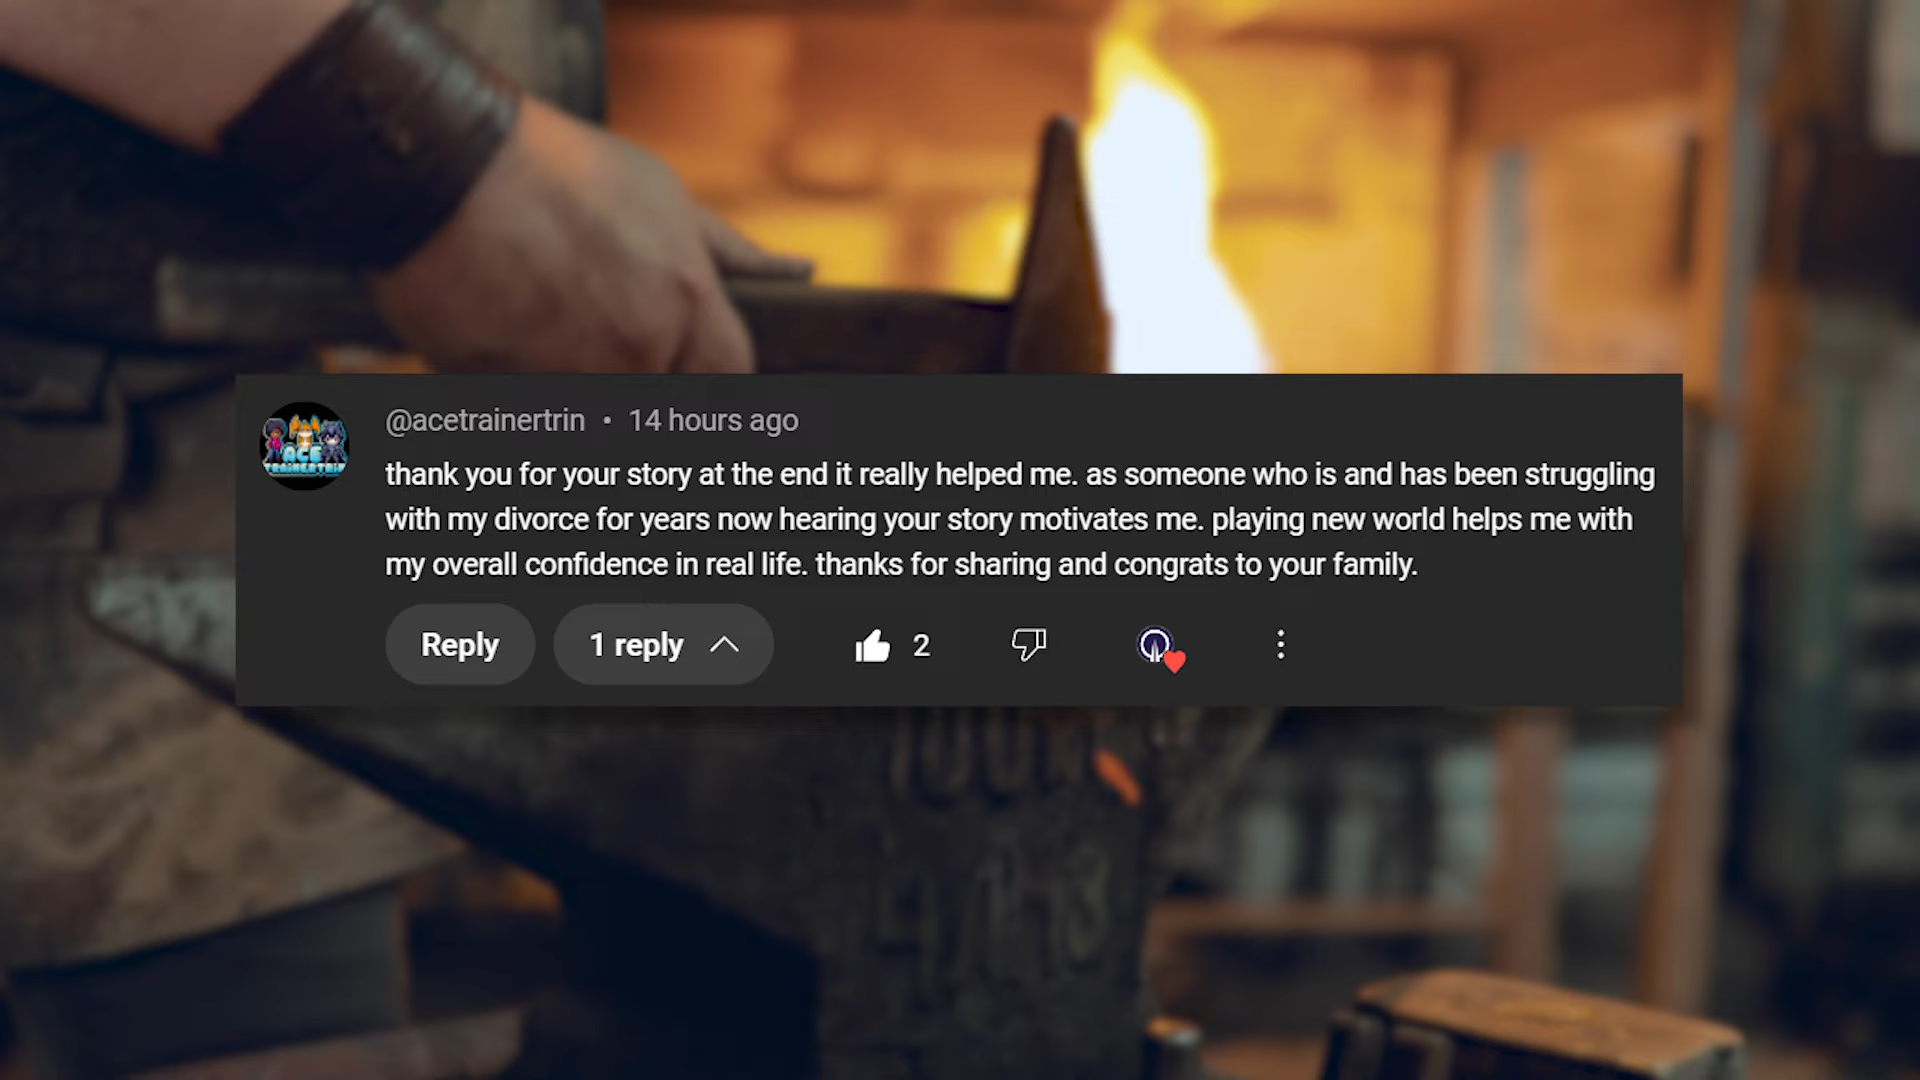 @acetrainertrin • 14 hours ago
thank you for your story at the end it really helped me. as someone who is and has been struggling
with my divorce for years now hearing your story motivates me. playing new world helps me with
my overall confidence in real life. thanks for sharing and congrats to your family.
ACE
TRAINERTRIN
Reply
1 reply
2